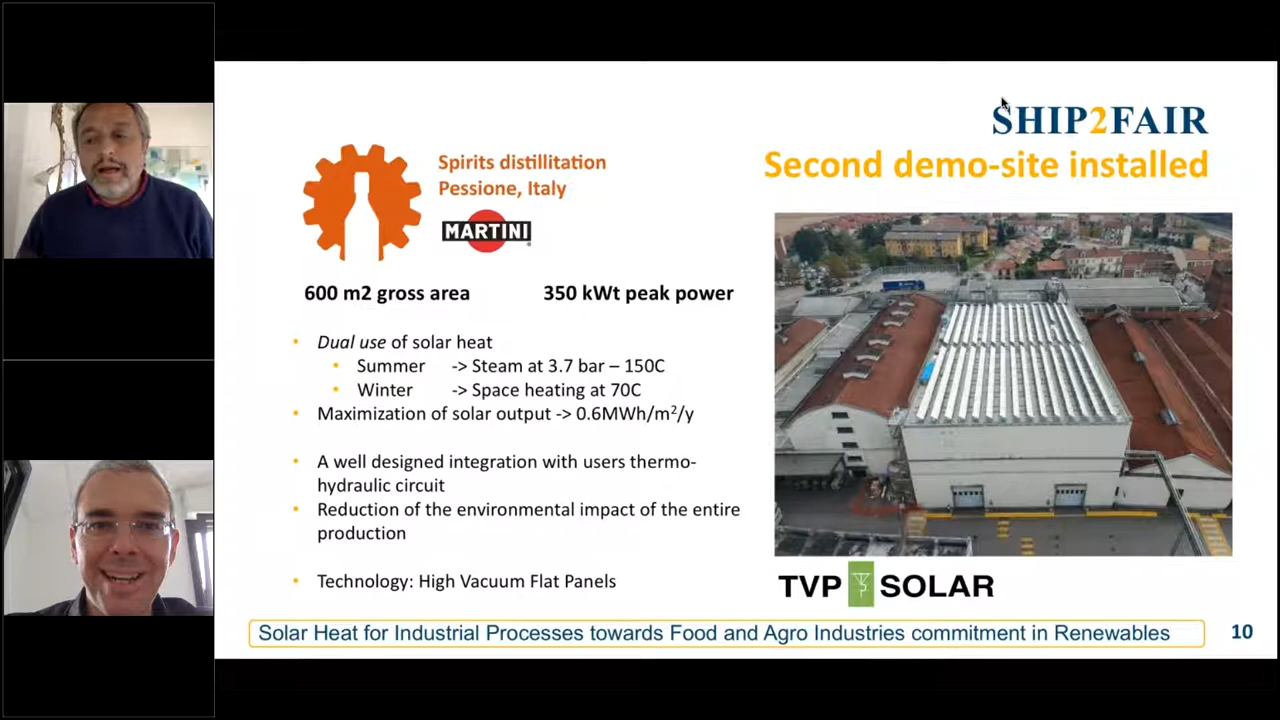 SHIP2FAIR
Second demo-site installed
Spirits distillitation
Pessione, Italy
MARTINI
600 m2 gross area
350 kWt peak power
• Dual use of solar heat
• Summer -> Steam at 3.7 bar – 150C
• Winter -> Space heating at 70C
• Maximization of solar output -> 0.6MWh/m²/y
• A well designed integration with users thermo-
hydraulic circuit
• Reduction of the environmental impact of the entire
production
• Technology: High Vacuum Flat Panels
TVP SOLAR
Solar Heat for Industrial Processes towards Food and Agro Industries commitment in Renewables
10